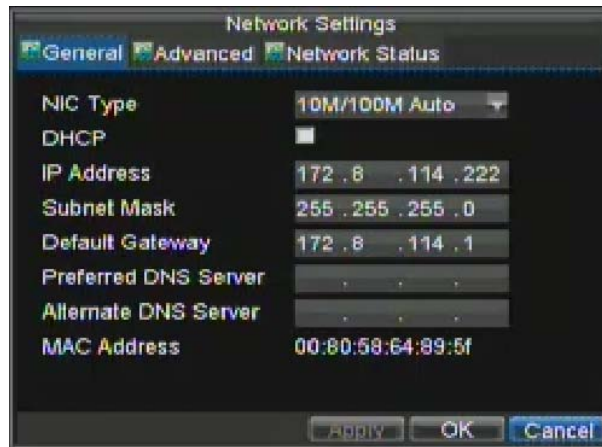 Network Settings
General Advanced Network Status
NIC Type 10M/100M Auto
DHCP
IP Address 172 .8 .114 .222
Subnet Mask 255 .255 .255 .0
Default Gateway 172 .8 .114 .1
Preferred DNS Server . . .
Alternate DNS Server . . .
MAC Address 00:80:58:64:89:5f
Apply OK Cancel